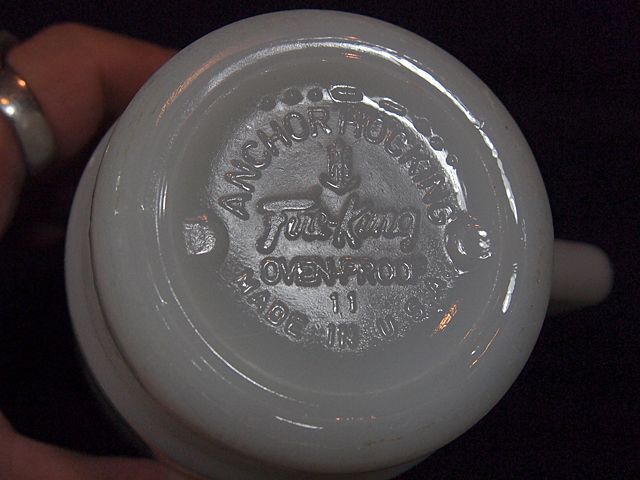 ANCHOR HOCKING
Fire-King
OVEN-PROOF
11
MADE IN U.S.A.